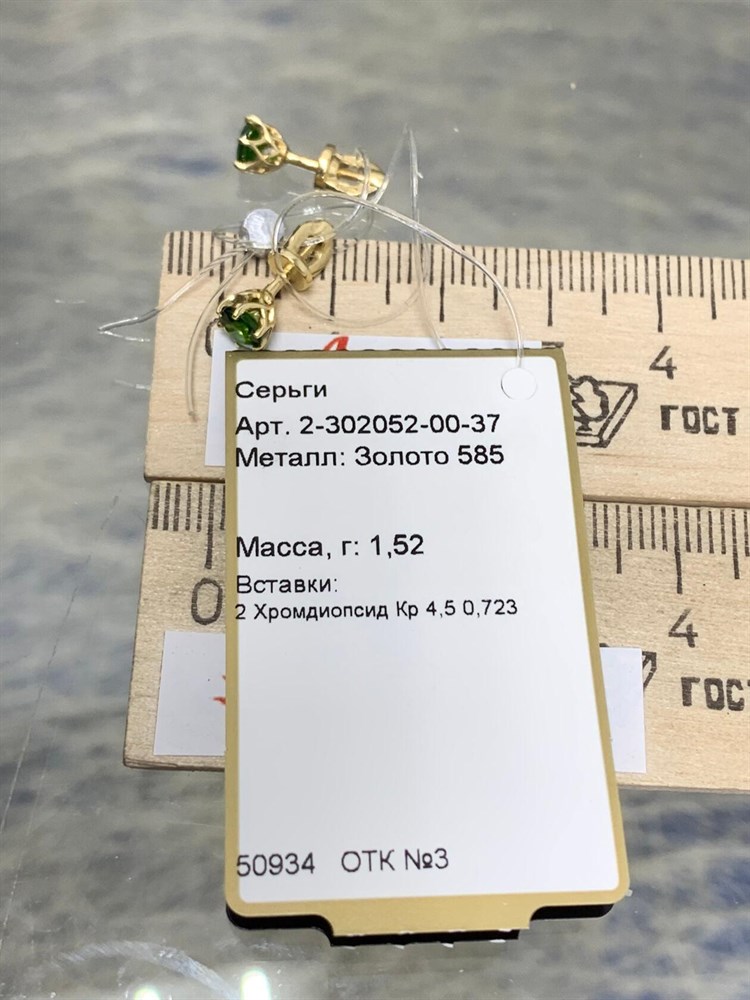 Серьги
Арт. 2-302052-00-37
Металл: Золото 585
Масса, г: 1,52
Вставки:
2 Хромдиопсид Кр 4,5 0,723
50934 ОТК №3
4
ГОСТ
0
4
ГОСТ